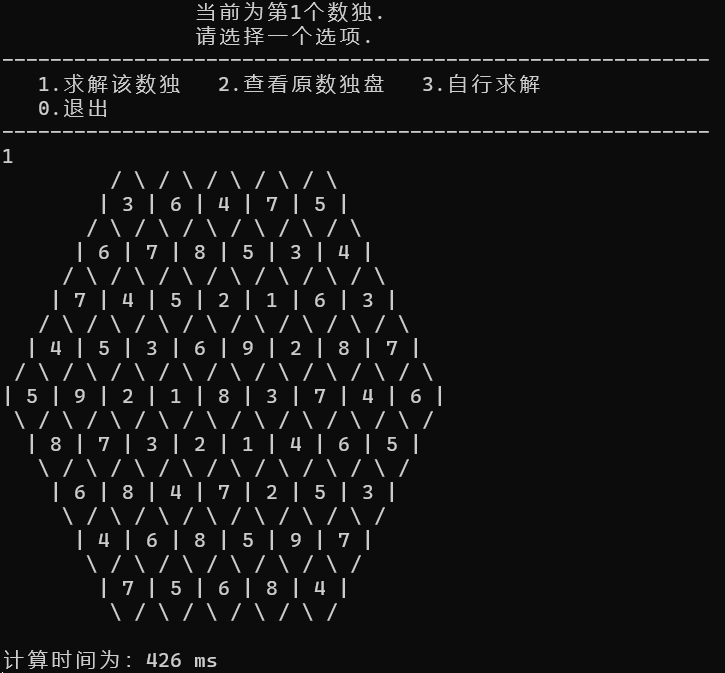 当前为第1个数独.
请选择一个选项.
-----------------------------------------------------------
1.求解该数独   2.查看原数独盘   3.自行求解
0.退出
-----------------------------------------------------------
1
/ \ / \ / \ / \ / \
| 3 | 6 | 4 | 7 | 5 |
/ \ / \ / \ / \ / \ / \
| 6 | 7 | 8 | 5 | 3 | 4 |
/ \ / \ / \ / \ / \ / \ / \
| 7 | 4 | 5 | 2 | 1 | 6 | 3 |
/ \ / \ / \ / \ / \ / \ / \ / \
| 4 | 5 | 3 | 6 | 9 | 2 | 8 | 7 |
/ \ / \ / \ / \ / \ / \ / \ / \ / \
| 5 | 9 | 2 | 1 | 8 | 3 | 7 | 4 | 6 |
\ / \ / \ / \ / \ / \ / \ / \ / \ /
| 8 | 7 | 3 | 2 | 1 | 4 | 6 | 5 |
\ / \ / \ / \ / \ / \ / \ / \ /
| 6 | 8 | 4 | 7 | 2 | 5 | 3 |
\ / \ / \ / \ / \ / \ / \ /
| 4 | 6 | 8 | 5 | 9 | 7 |
\ / \ / \ / \ / \ / \ /
| 7 | 5 | 6 | 8 | 4 |
\ / \ / \ / \ / \ /
计算时间为: 426 ms